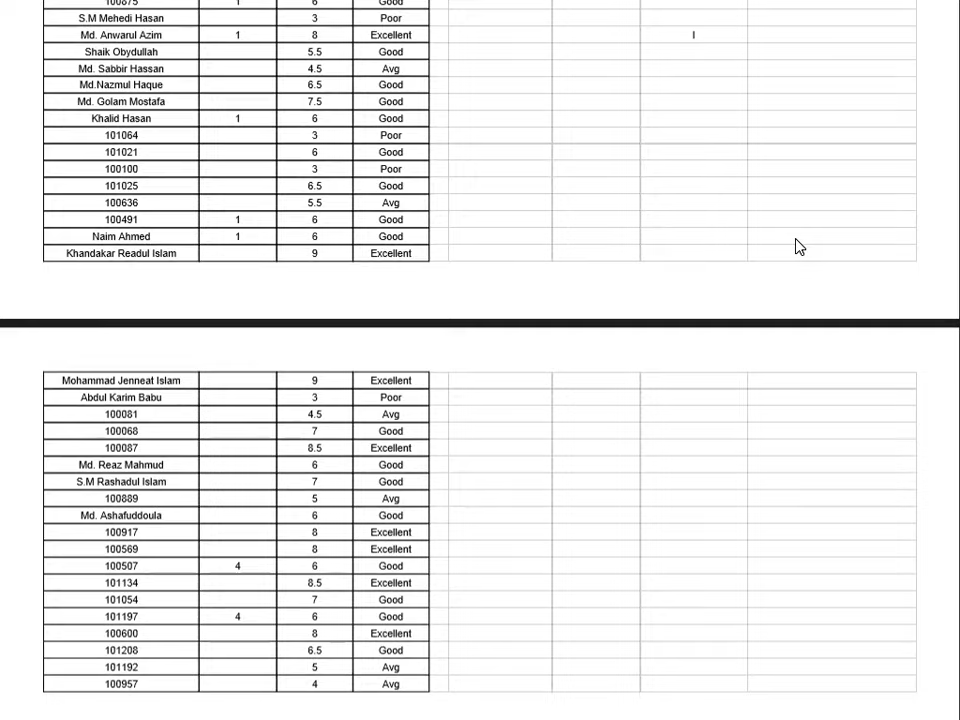 100875 1 6 Good
S.M Mehedi Hasan 3 Poor
Md. Anwarul Azim 1 8 Excellent I
Shaik Obydullah 5.5 Good
Md. Sabbir Hassan 4.5 Avg
Md.Nazmul Haque 6.5 Good
Md. Golam Mostafa 7.5 Good
Khalid Hasan 1 6 Good
101064 3 Poor
101021 6 Good
100100 3 Poor
101025 6.5 Good
100636 5.5 Avg
100491 1 6 Good
Naim Ahmed 1 6 Good
Khandakar Readul Islam 9 Excellent
Mohammad Jenneat Islam 9 Excellent
Abdul Karim Babu 3 Poor
100081 4.5 Avg
100068 7 Good
100087 8.5 Excellent
Md. Reaz Mahmud 6 Good
S.M Rashadul Islam 7 Good
100889 5 Avg
Md. Ashafuddoula 6 Good
100917 8 Excellent
100569 8 Excellent
100507 4 6 Good
101134 8.5 Excellent
101054 7 Good
101197 4 6 Good
100600 8 Excellent
101208 6.5 Good
101192 5 Avg
100957 4 Avg